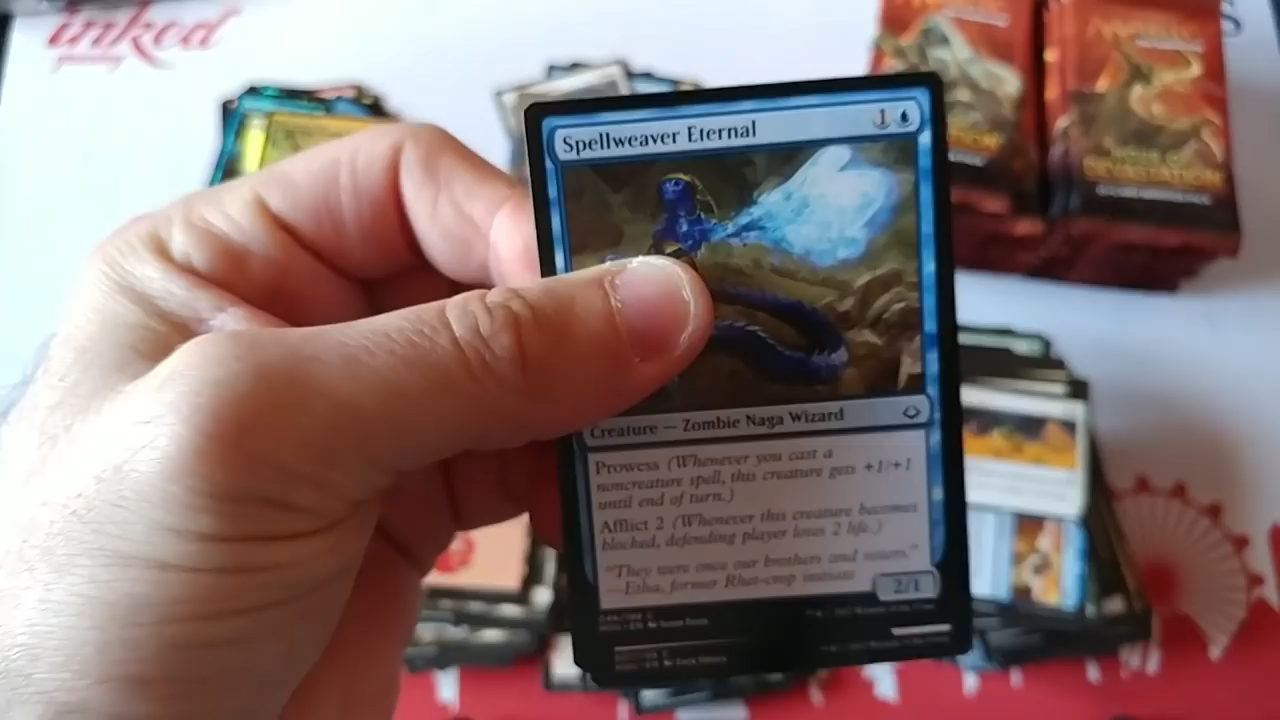 inked
gaming
DEVASTATION
Spellweaver Eternal
1
Creature — Zombie Naga Wizard
Prowess (Whenever you cast a
noncreature spell, this creature gets +1/+1
until end of turn.)
Afflict 2 (Whenever this creature becomes
blocked, defending player loses 2 life.)
"They were once our brothers and sisters."
—Etha, former Rhet-crop initiate
2/1